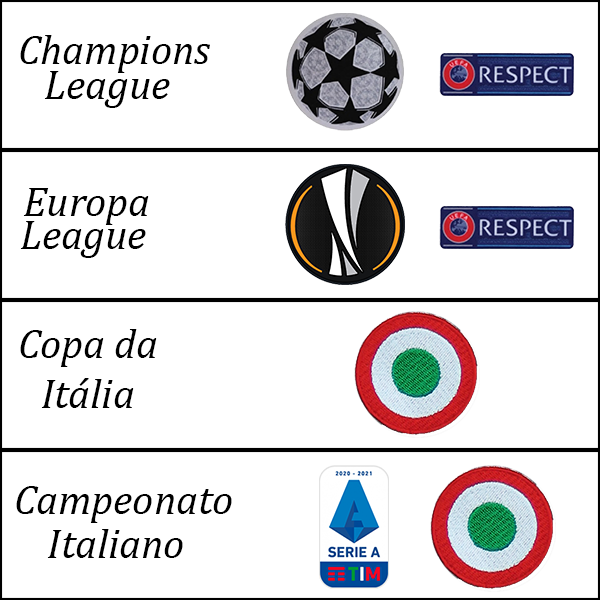 Champions
League
UEFA
RESPECT
Europa
League
UEFA
RESPECT
Copa da
Itália
Campeonato
Italiano
2020 - 2021
SERIE A
TIM